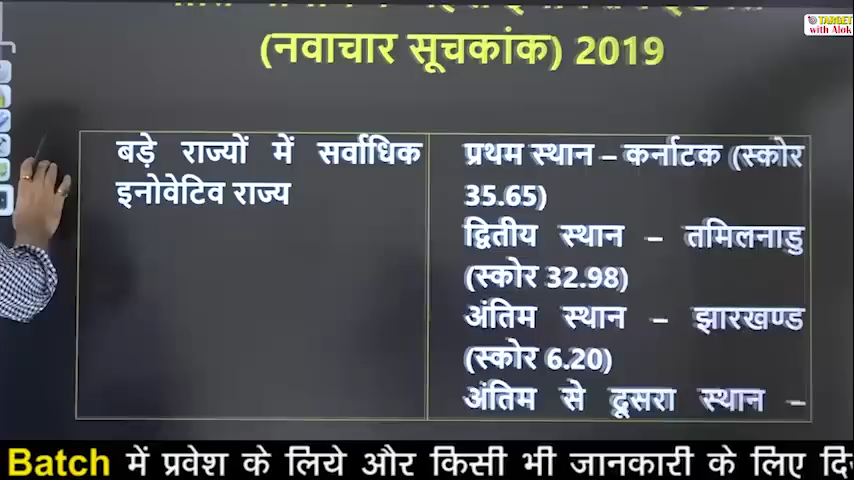 (नवाचार सूचकांक) 2019
TARGET
with Alok
बड़े राज्यों में सर्वाधिक
इनोवेटिव राज्य
प्रथम स्थान – कर्नाटक (स्कोर
35.65)
द्वितीय स्थान – तमिलनाडु
(स्कोर 32.98)
अंतिम स्थान – झारखण्ड
(स्कोर 6.20)
अंतिम से दूसरा स्थान –
Batch में प्रवेश के लिये और किसी भी जानकारी के लिए